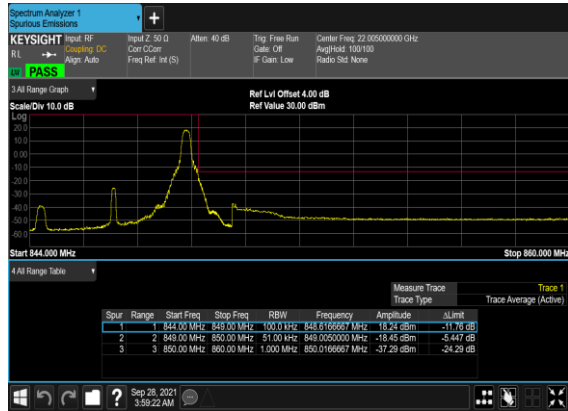 Spectrum Analyzer 1
Spurious Emissions
+
KEYSIGHT Input: RF Input Z: 50 Ω Atten: 40 dB Trig: Free Run Center Freq: 22.005000000 GHz
RL Coupling: DC Corr CCorr Gate: Off Avg|Hold: 100/100
Align: Auto Freq Ref: Int (S) IF Gain: Low Radio Std: None
PASS
3 All Range Graph
Ref Lvl Offset 4.00 dB
Scale/Div 10.0 dB Ref Value 30.00 dBm
Log
20.0
10.0
0.00
-10.0
-20.0
-30.0
-40.0
-50.0
-60.0
Start 844.000 MHz Stop 860.000 MHz
4 All Range Table
Measure Trace Trace 1
Trace Type Trace Average (Active)
Spur Range Start Freq Stop Freq RBW Frequency Amplitude ΔLimit
1 1 844.00 MHz 849.00 MHz 100.0 kHz 848.6166667 MHz 18.24 dBm -11.76 dB
2 2 849.00 MHz 850.00 MHz 51.00 kHz 849.0050000 MHz -18.45 dBm -5.447 dB
3 3 850.00 MHz 860.00 MHz 1.000 MHz 850.0166667 MHz -37.29 dBm -24.29 dB
? Sep 28, 2021
3:59:22 AM